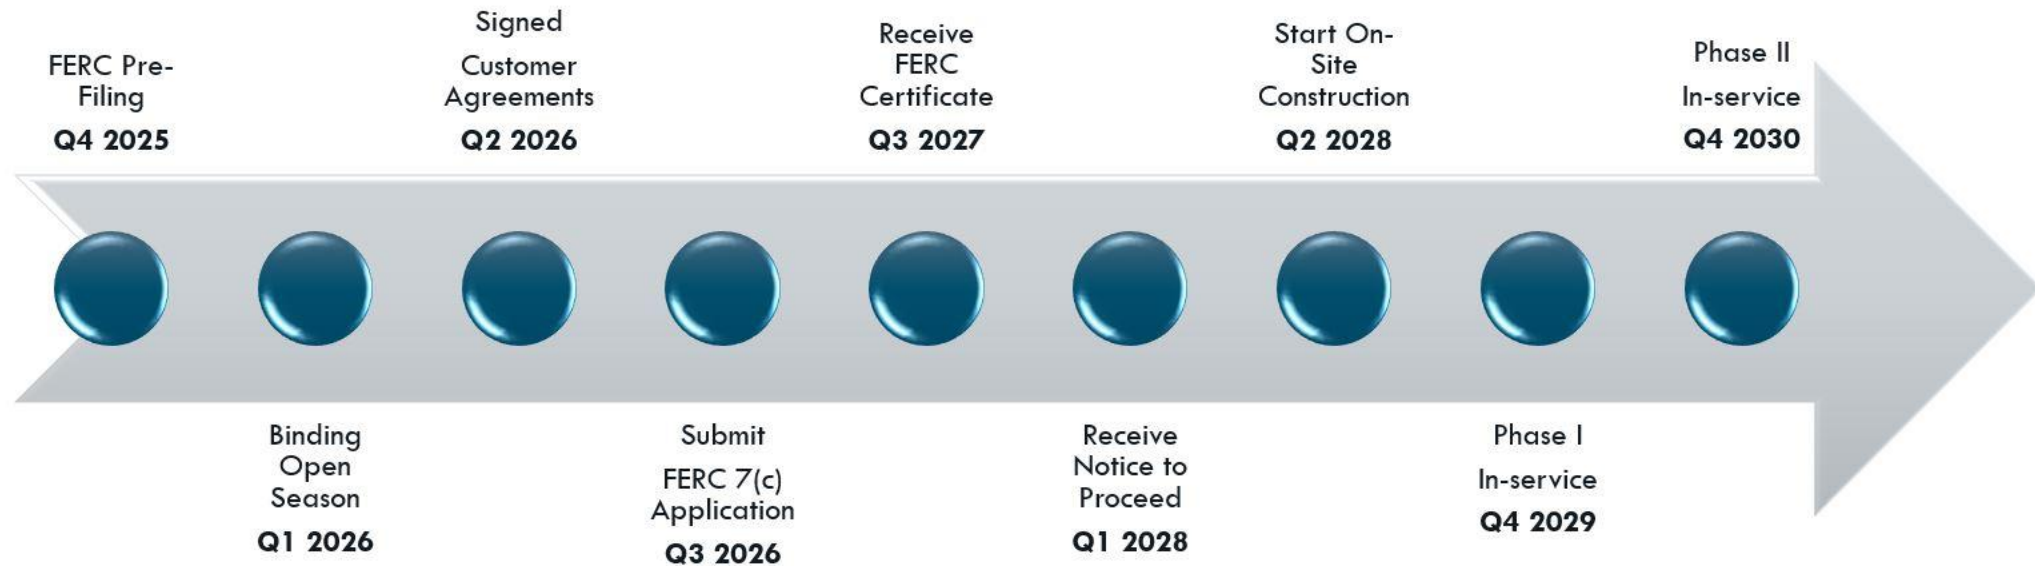 FERC Pre-
Filing
Q4 2025
Binding
Open
Season
Q1 2026
Signed
Customer
Agreements
Q2 2026
Submit
FERC 7(c)
Application
Q3 2026
Receive
FERC
Certificate
Q3 2027
Receive
Notice to
Proceed
Q1 2028
Start On-
Site
Construction
Q2 2028
Phase I
In-service
Q4 2029
Phase II
In-service
Q4 2030